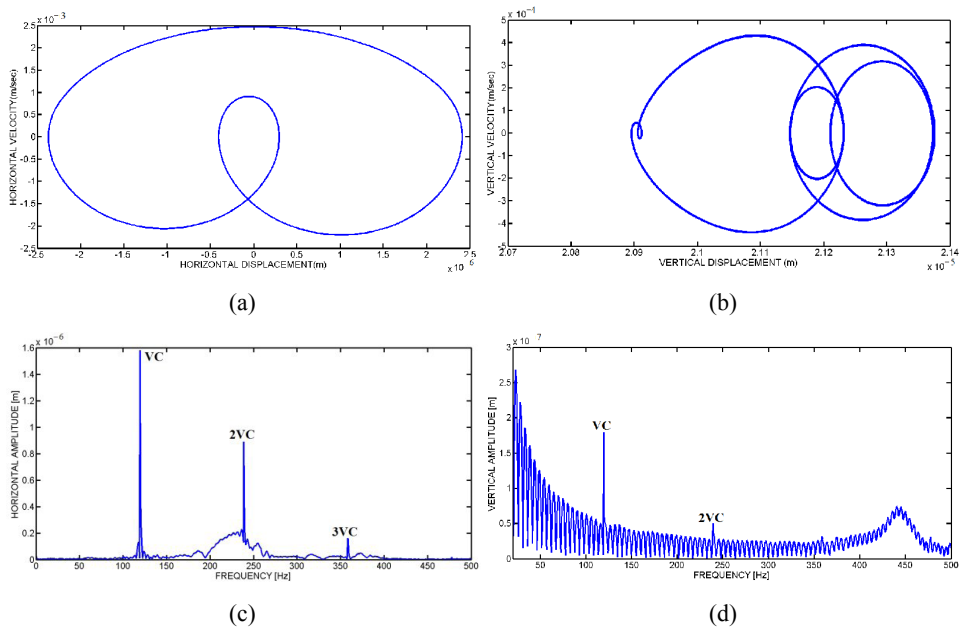 x 10⁻³
2.5
2
1.5
1
0.5
0
-0.5
-1
-1.5
-2
-2.5
HORIZONTAL VELOCITY(m/sec)
-2.5 -2 -1.5 -1 -0.5 0 0.5 1 1.5 2 2.5
HORIZONTAL DISPLACEMENT(m)
x 10⁻⁶
(a)
x 10⁻⁴
5
4
3
2
1
0
-1
-2
-3
-4
-5
VERTICAL VELOCITY (m/sec)
2.07 2.08 2.09 2.1 2.11 2.12 2.13 2.14
VERTICAL DISPLACEMENT (m)
x 10⁻⁵
(b)
x 10⁻⁶
1.6
1.4
1.2
1
0.8
0.6
0.4
0.2
0
HORIZONTAL AMPLITUDE [m]
VC
2VC
3VC
0 50 100 150 200 250 300 350 400 450 500
FREQUENCY [Hz]
(c)
x 10⁻⁷
3
2.5
2
1.5
1
0.5
0
VERTICAL AMPLITUDE [m]
VC
2VC
50 100 150 200 250 300 350 400 450 500
FREQUENCY [Hz]
(d)